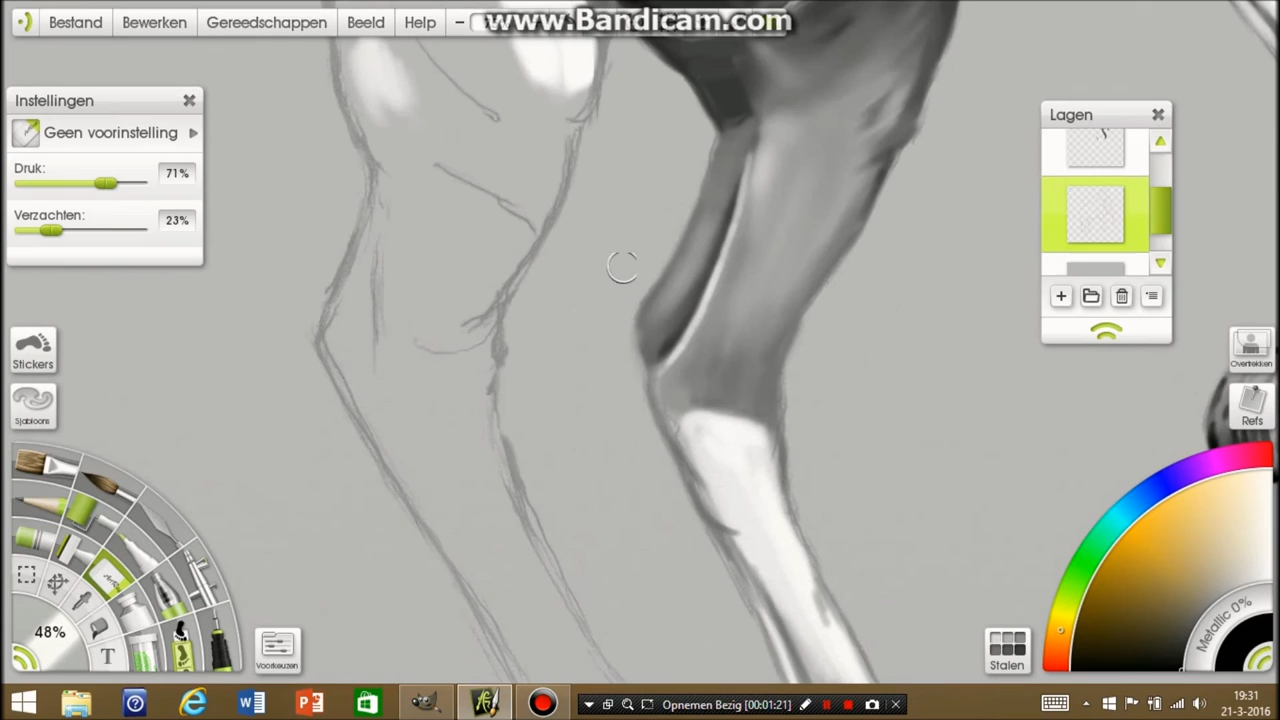 Bestand Bewerken Gereedschappen Beeld Help
www.Bandicam.com
Instellingen
Geen voorinstelling
Druk: 71%
Verzachten: 23%
Lagen
Stickers
Sjabloons
Overtrekken
Refs
48%
T
Voorkeuzen
Stalen
Metallic 0%
Opnemen Bezig [00:01:21]
19:31
21-3-2016